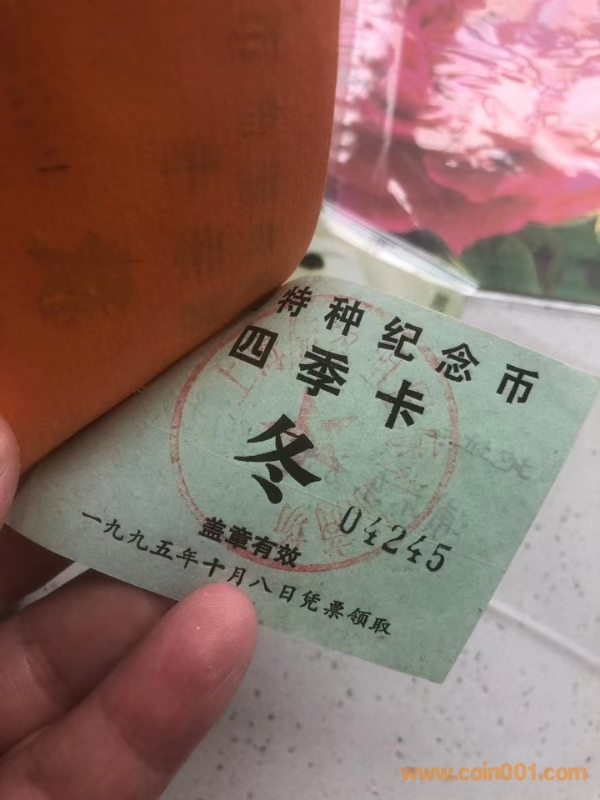 特种纪念币
四季卡
冬
04245
盖章有效
一九九五年十月八日凭票领取
www.coin001.com